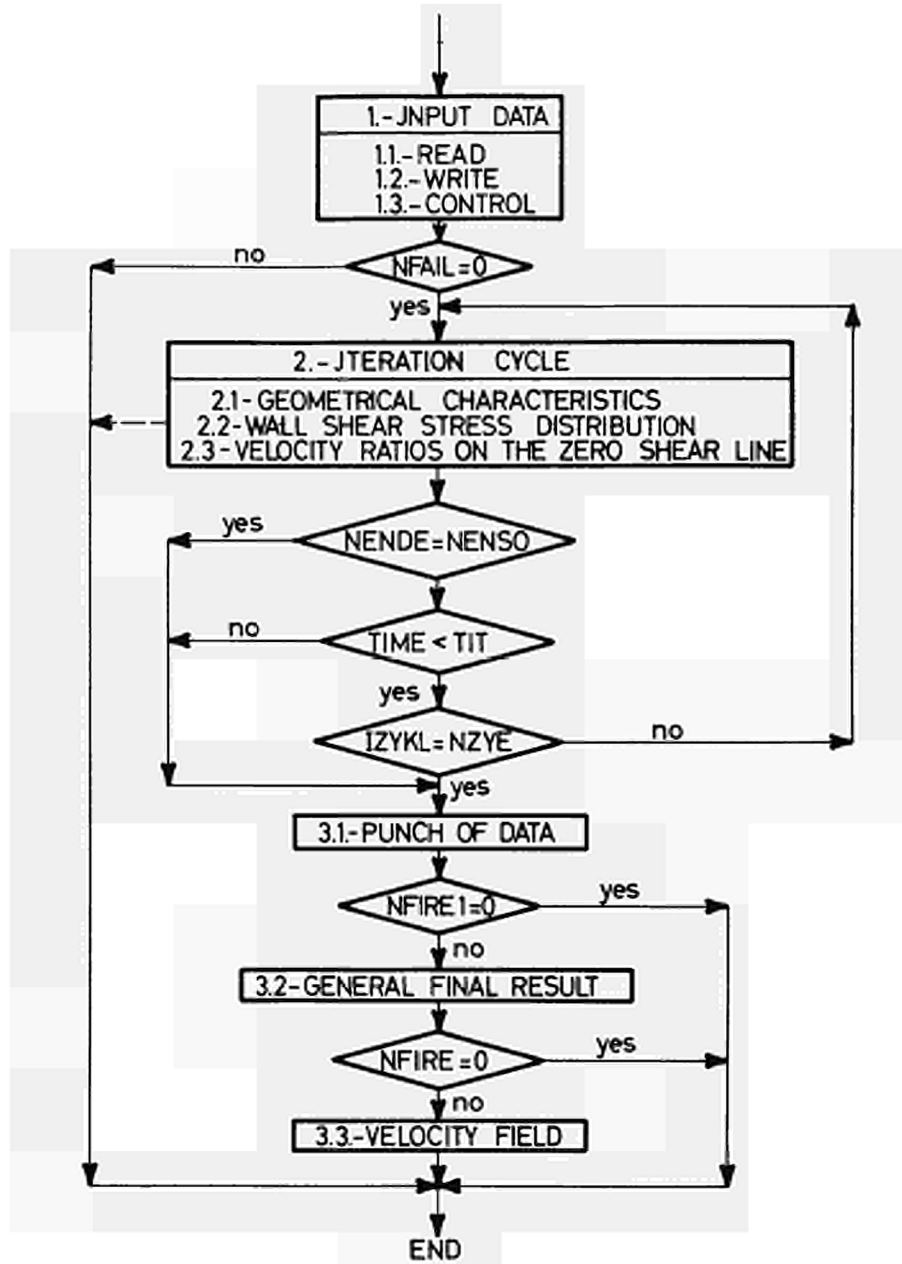 1.-JNPUT DATA
1.1.-READ
1.2.-WRITE
1.3.-CONTROL
no
NFAIL=0
yes
2.-JTERATION CYCLE
2.1-GEOMETRICAL CHARACTERISTICS
2.2-WALL SHEAR STRESS DISTRIBUTION
2.3-VELOCITY RATIOS ON THE ZERO SHEAR LINE
yes
NENDE=NENSO
no
TIME < TIT
yes
IZYKL=NZYE
no
yes
3.1.-PUNCH OF DATA
NFIRE1=0
yes
no
3.2-GENERAL FINAL RESULT
NFIRE=0
yes
no
3.3.-VELOCITY FIELD
END